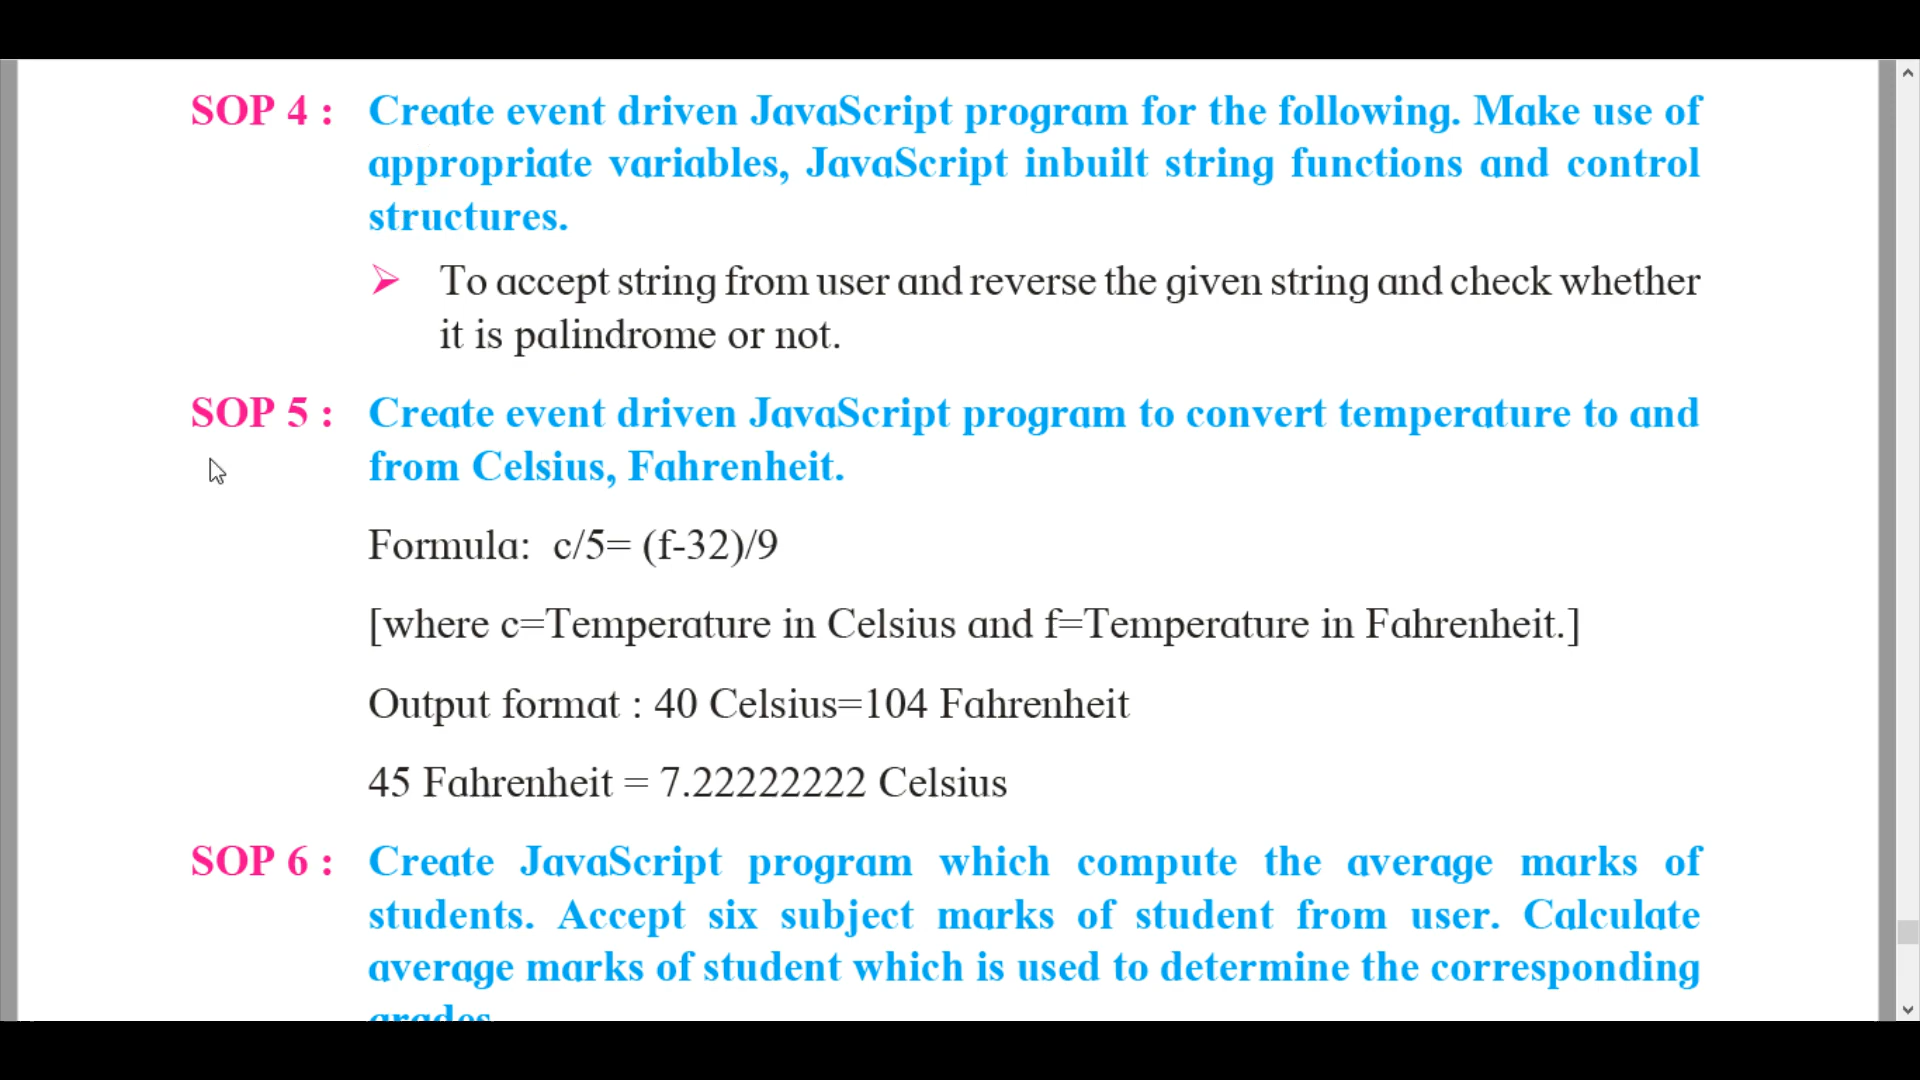 SOP 4 : Create event driven JavaScript program for the following. Make use of
appropriate variables, JavaScript inbuilt string functions and control
structures.
➢ To accept string from user and reverse the given string and check whether
it is palindrome or not.
SOP 5 : Create event driven JavaScript program to convert temperature to and
from Celsius, Fahrenheit.
Formula: c/5= (f-32)/9
[where c=Temperature in Celsius and f=Temperature in Fahrenheit.]
Output format : 40 Celsius=104 Fahrenheit
45 Fahrenheit = 7.22222222 Celsius
SOP 6 : Create JavaScript program which compute the average marks of
students. Accept six subject marks of student from user. Calculate
average marks of student which is used to determine the corresponding
grades.